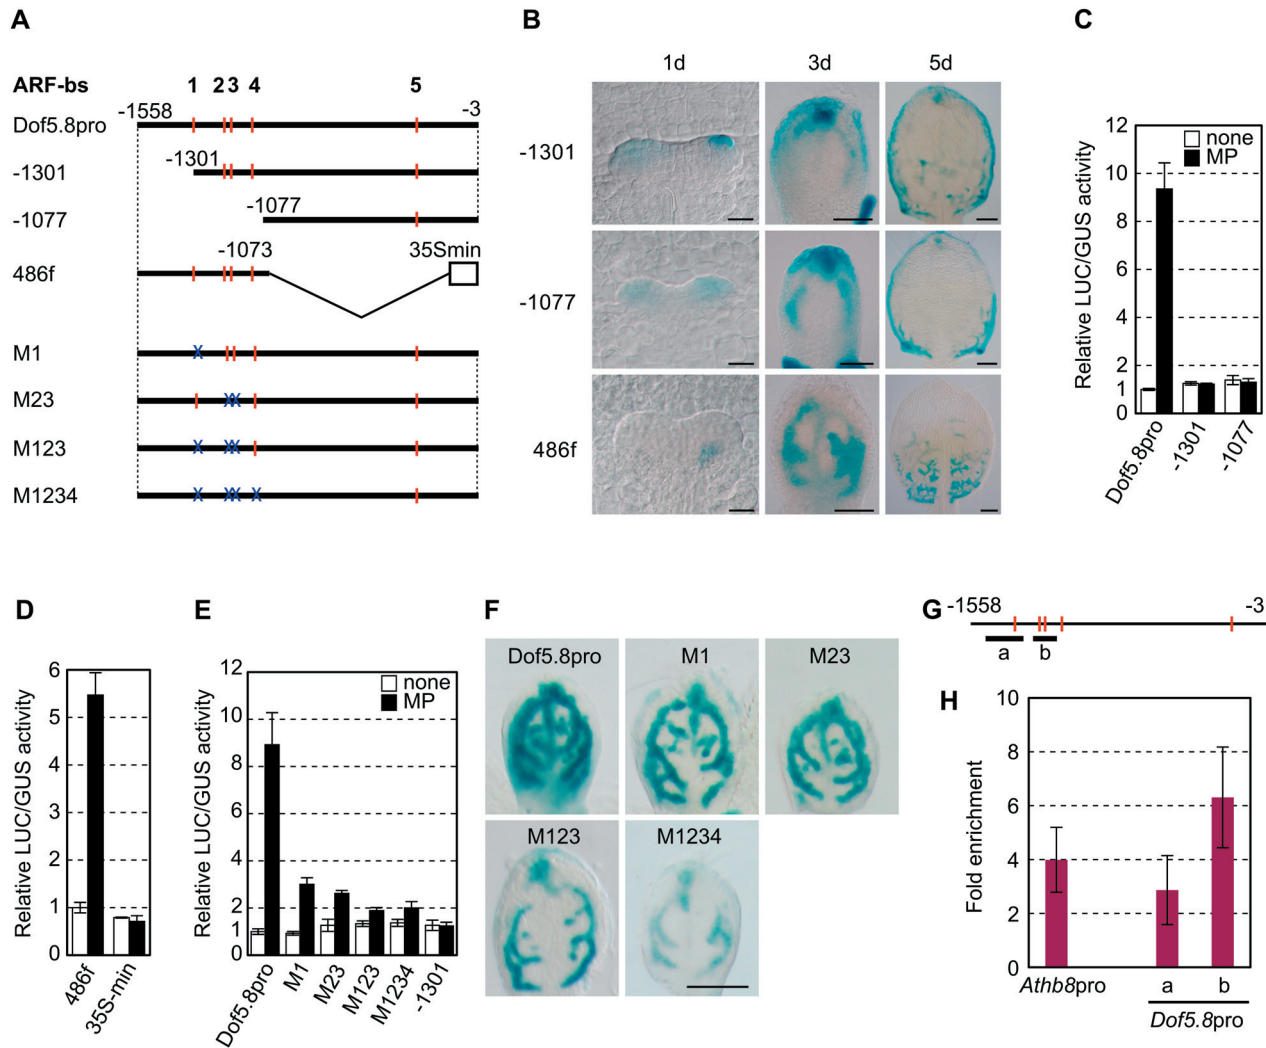 A
ARF-bs 1 2 3 4 5
-1558 -3
Dof5.8pro
-1301
-1301
-1077
-1077
-1073 35Smin
486f
M1
X
M23
X X
M123
X X X
M1234
X X X X
B
1d 3d 5d
-1301
-1077
486f
C
Relative LUC/GUS activity
12
10
8
6
4
2
1
0
none
MP
Dof5.8pro
-1301
-1077
D
Relative LUC/GUS activity
6
5
4
3
2
1
0
486f
35S-min
E
Relative LUC/GUS activity
12
10
8
6
4
2
1
0
none
MP
Dof5.8pro
M1
M23
M123
M1234
-1301
F
Dof5.8pro M1 M23
M123 M1234
G
-1558 -3
a b
H
Fold enrichment
10
8
6
4
2
0
Athb8pro a b
Dof5.8pro